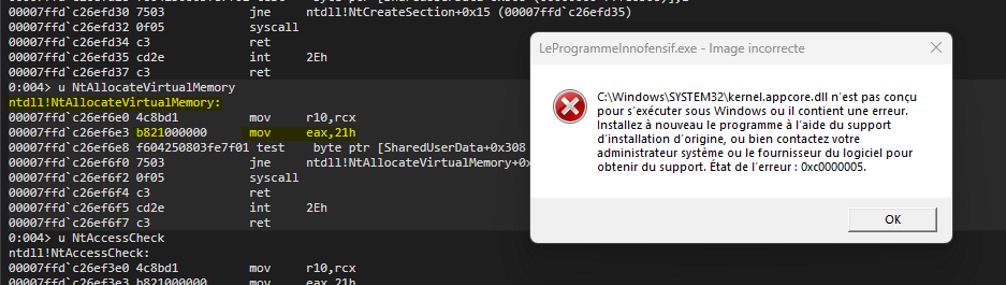 00007ffd`c26efd30 7503 jne ntdll!NtCreateSection+0x15 (00007ffd`c26efd35)
00007ffd`c26efd32 0f05 syscall
00007ffd`c26efd34 c3 ret
00007ffd`c26efd35 cd2e int 2Eh
00007ffd`c26efd37 c3 ret
0:004> u NtAllocateVirtualMemory
ntdll!NtAllocateVirtualMemory:
00007ffd`c26ef6e0 4c8bd1 mov r10,rcx
00007ffd`c26ef6e3 b821000000 mov eax,21h
00007ffd`c26ef6e8 f604250803fe7f01 test byte ptr [SharedUserData+0x308
00007ffd`c26ef6f0 7503 jne ntdll!NtAllocateVirtualMemory+0
00007ffd`c26ef6f2 0f05 syscall
00007ffd`c26ef6f4 c3 ret
00007ffd`c26ef6f5 cd2e int 2Eh
00007ffd`c26ef6f7 c3 ret
0:004> u NtAccessCheck
ntdll!NtAccessCheck:
00007ffd`c26ef3e0 4c8bd1 mov r10,rcx
00007ffd`c26ef3e3 b821000000 mov eax,21h
LeProgrammeInnofensif.exe - Image incorrecte
C:\Windows\SYSTEM32\kernel.appcore.dll n'est pas conçu
pour s'exécuter sous Windows ou il contient une erreur.
Installez à nouveau le programme à l'aide du support
d'installation d'origine, ou bien contactez votre
administrateur système ou le fournisseur du logiciel pour
obtenir du support. État de l'erreur : 0xc0000005.
OK